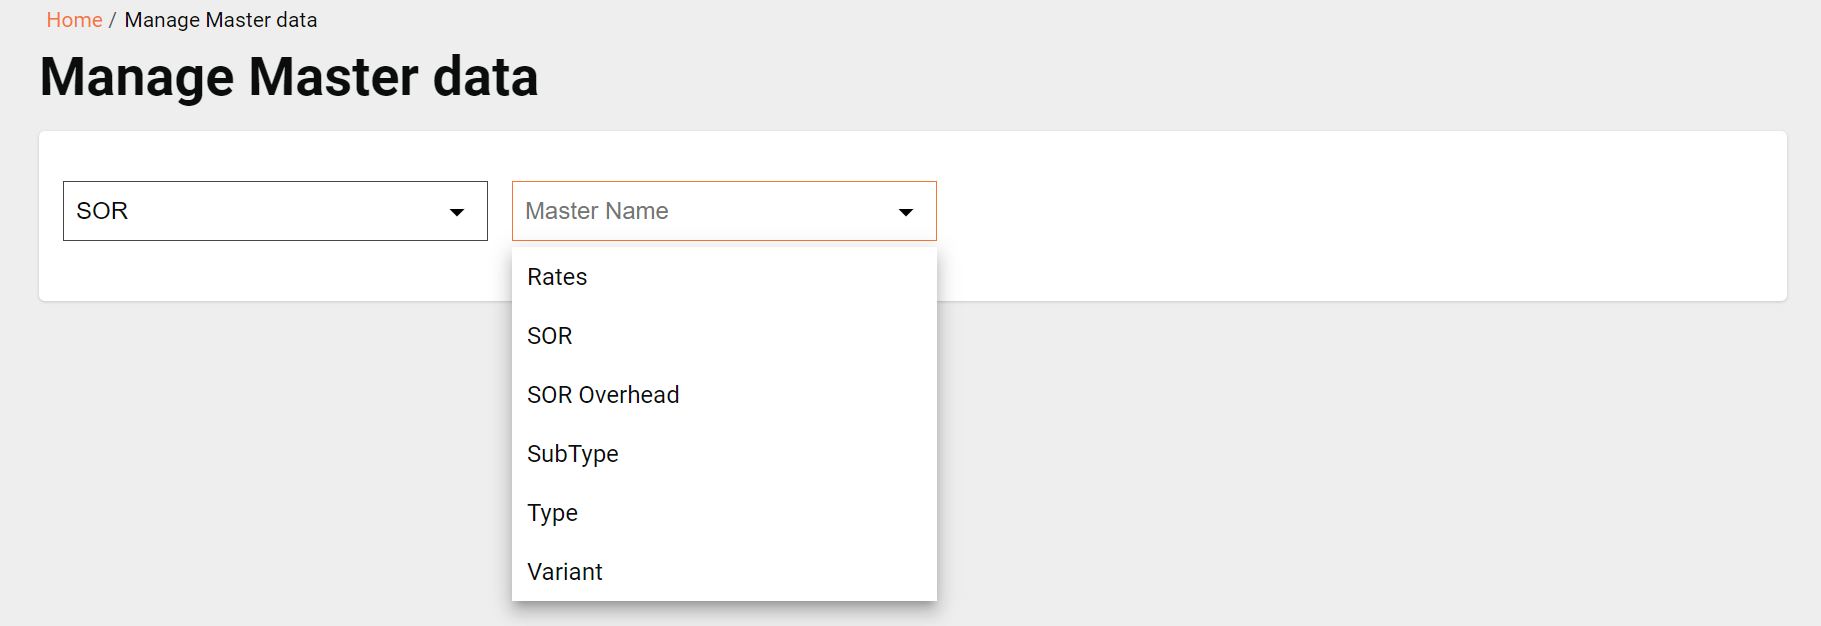 Home / Manage Master data
Manage Master data
SOR
Master Name
Rates
SOR
SOR Overhead
SubType
Type
Variant